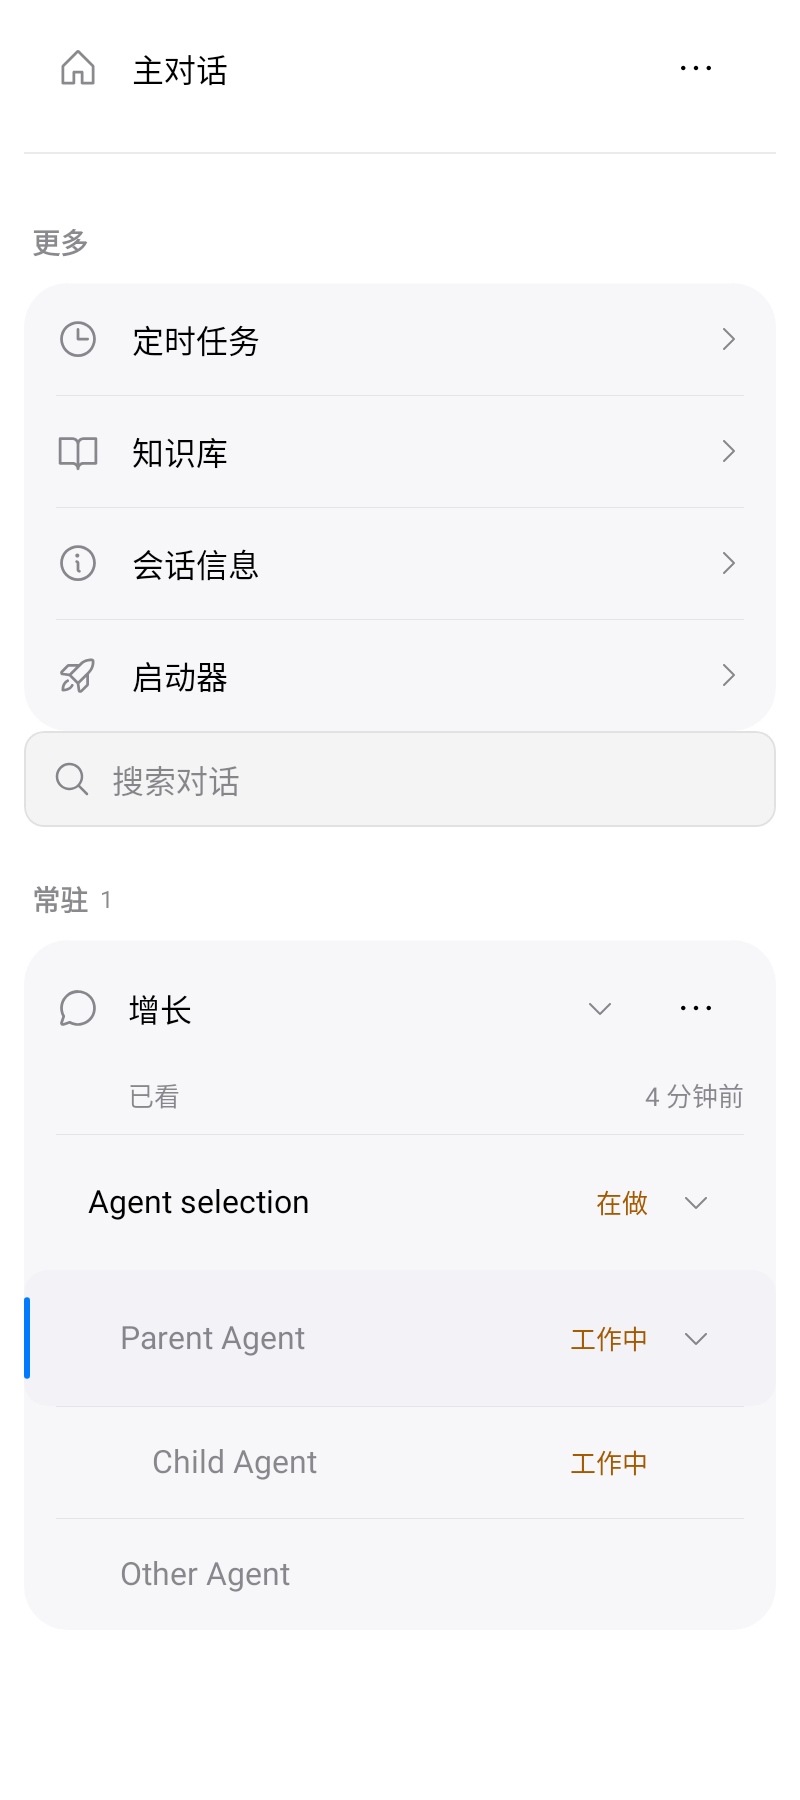 主对话
更多
定时任务
知识库
会话信息
启动器
搜索对话
常驻 1
增长
已看 4 分钟前
Agent selection 在做
Parent Agent 工作中
Child Agent 工作中
Other Agent